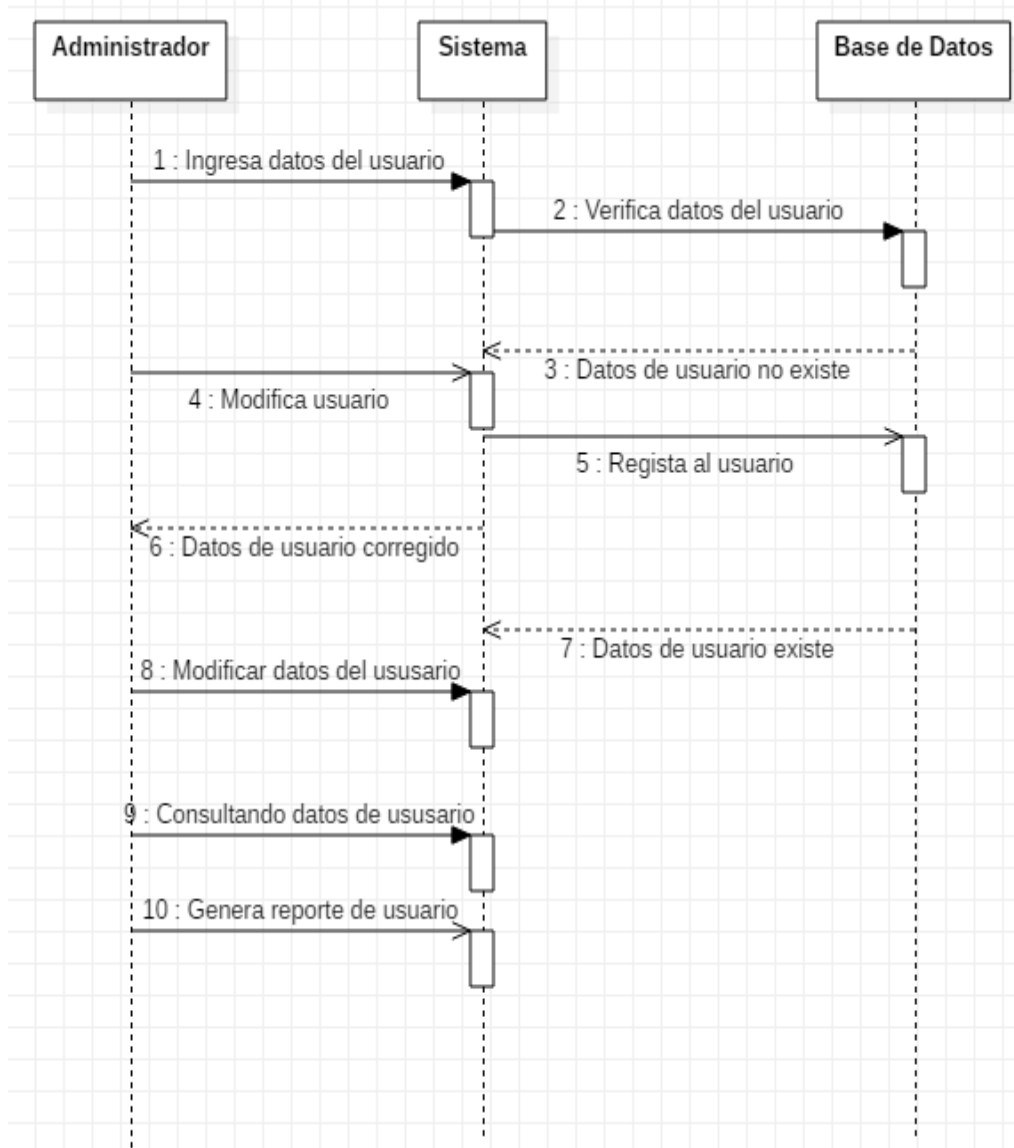 Administrador
Sistema
Base de Datos
1 : Ingresa datos del usuario
2 : Verifica datos del usuario
3 : Datos de usuario no existe
4 : Modifica usuario
5 : Regista al usuario
6 : Datos de usuario corregido
7 : Datos de usuario existe
8 : Modificar datos del ususario
9 : Consultando datos de ususario
10 : Genera reporte de usuario